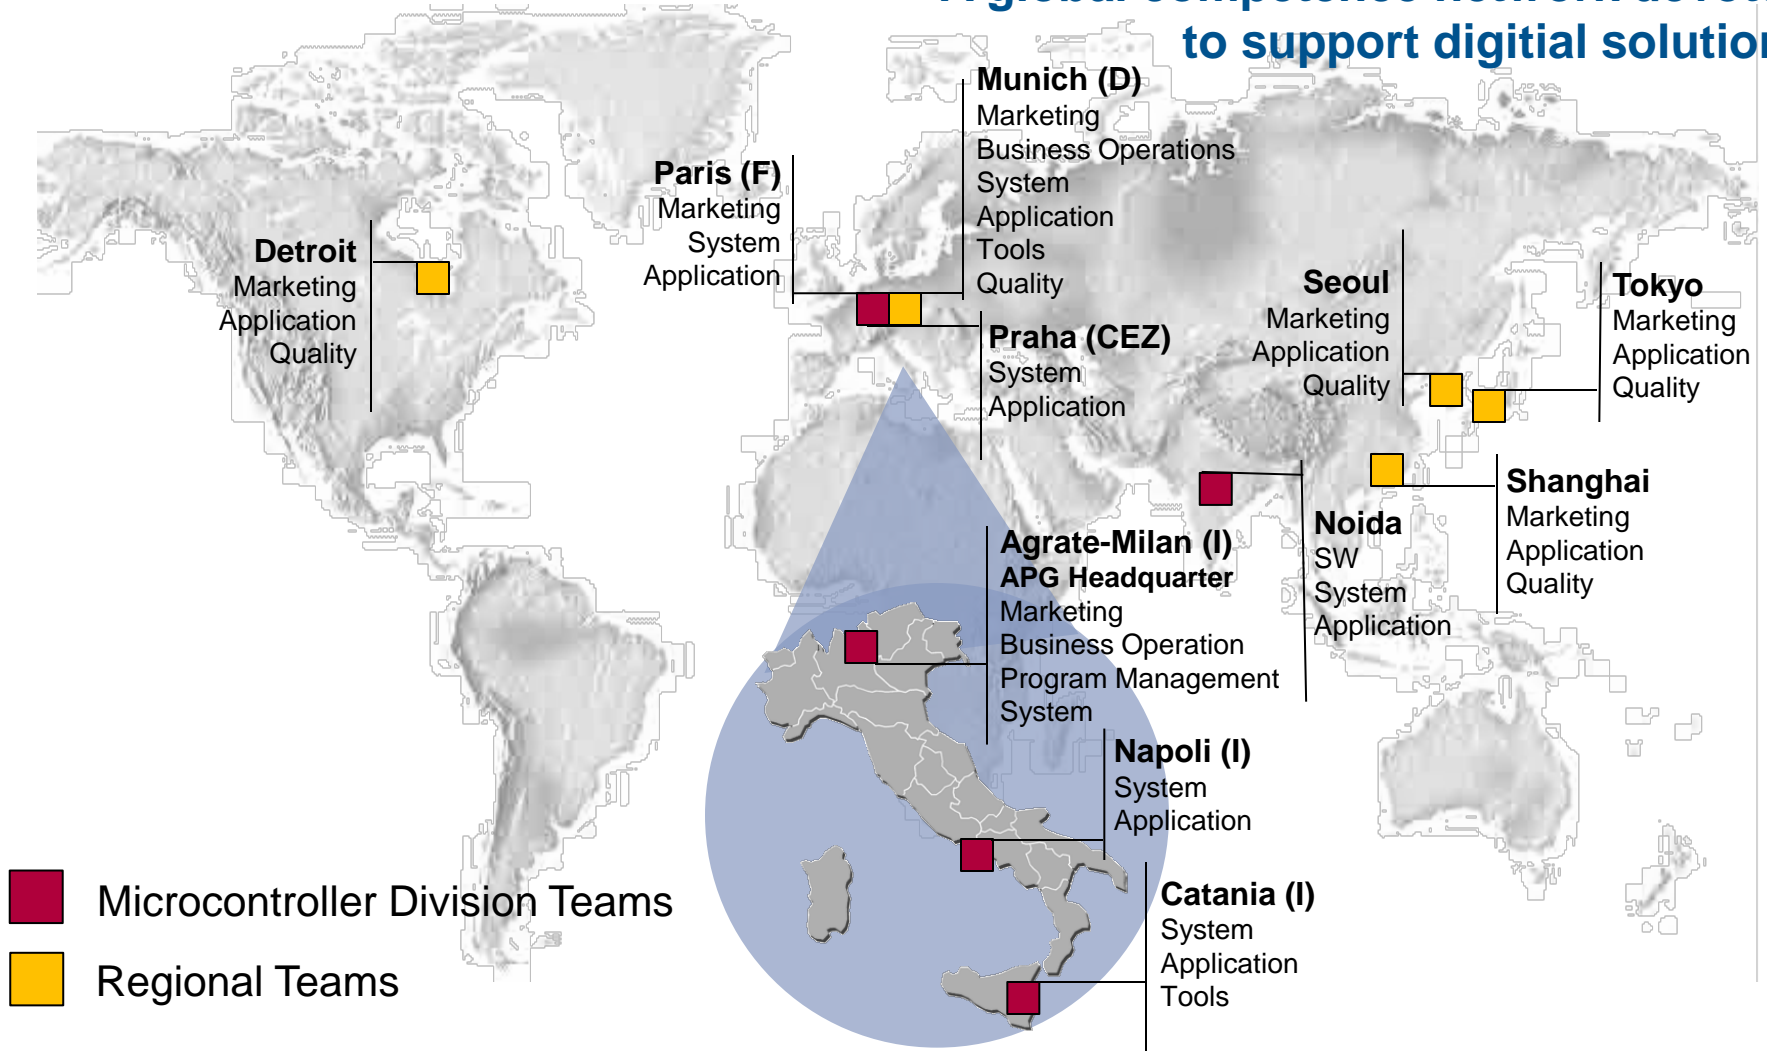 to support digitial solution
Munich (D)
Marketing
Business Operations
System
Application
Tools
Quality
Paris (F)
Marketing
System
Application
Detroit
Marketing
Application
Quality
Praha (CEZ)
System
Application
Seoul
Marketing
Application
Quality
Tokyo
Marketing
Application
Quality
Shanghai
Marketing
Application
Quality
Noida
SW
System
Application
Agrate-Milan (I)
APG Headquarter
Marketing
Business Operation
Program Management
System
Napoli (I)
System
Application
Catania (I)
System
Application
Tools
Microcontroller Division Teams
Regional Teams